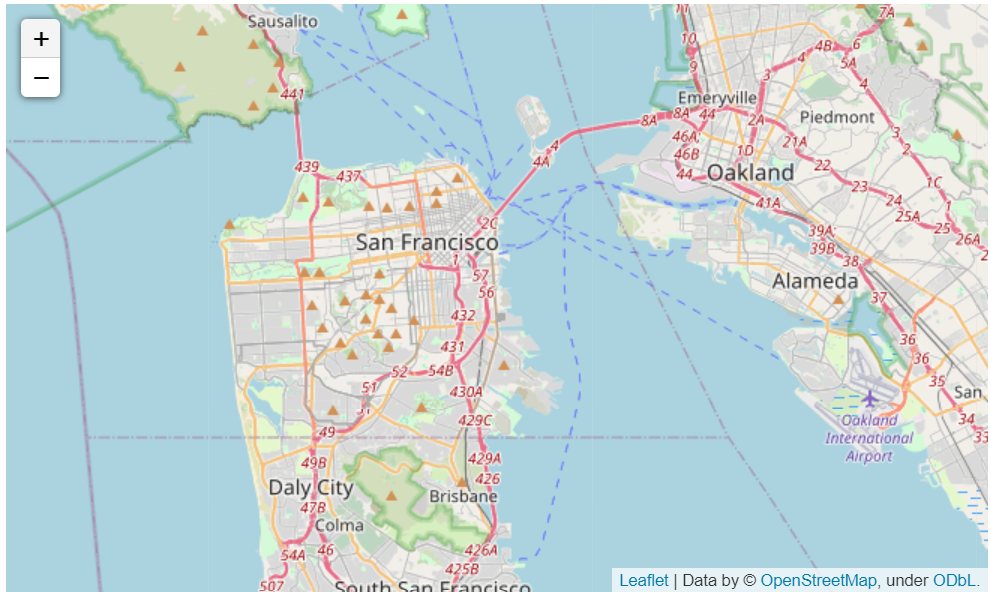 +
−
Sausalito
441
439
437
11
10
9
7A
6
4B
4
5A
3
4
Emeryville
8A
8A
44
2A
Piedmont
4
4A
46A
46B
1D
21A
3
2
44
Oakland
22
23
24
1C
1
41A
25A
25
26A
2
39A
39B
38
2C
San Francisco
1
57
56
Alameda
37
432
431
36
36
52
54B
51
35
430A
San
429C
Oakland
International
Airport
34
33
49
49B
429A
426
Daly City
Brisbane
47B
Colma
54A
46
426A
425B
507
South San Francisco
Leaflet | Data by © OpenStreetMap, under ODbL.